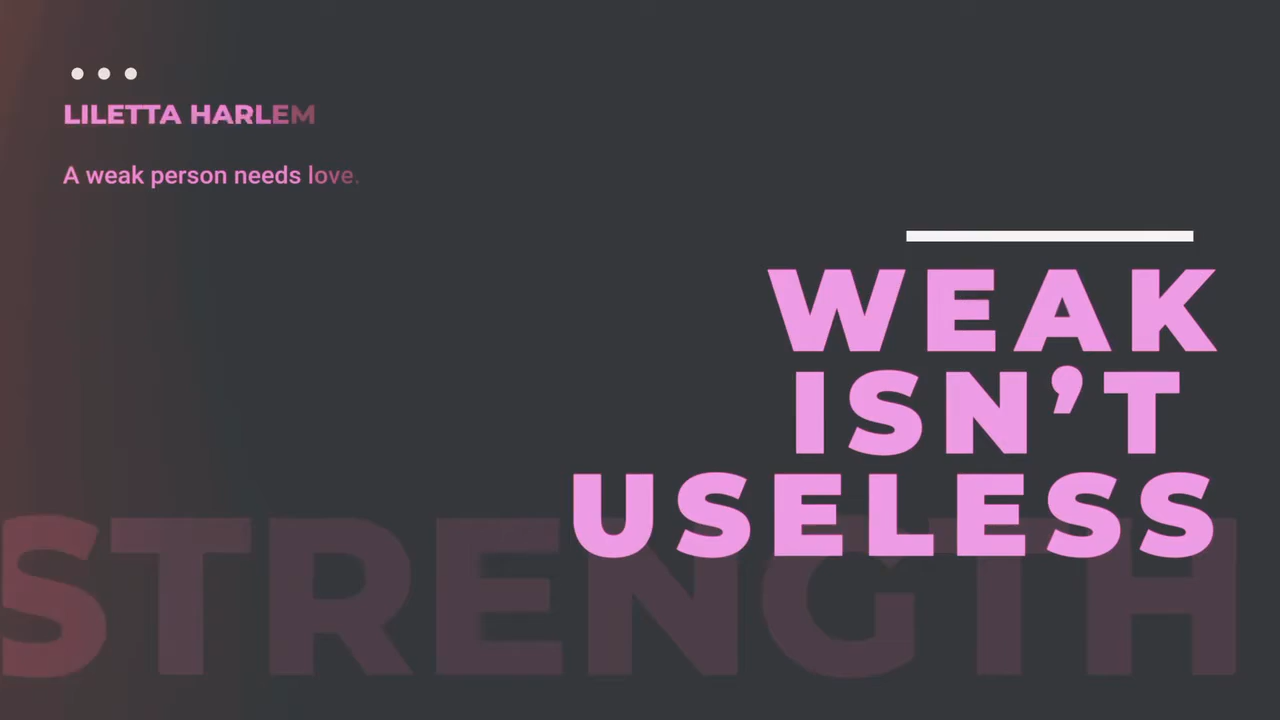 LILETTA HARLEM
A weak person needs love.
WEAK
ISN’T
USELESS
STRENGTH